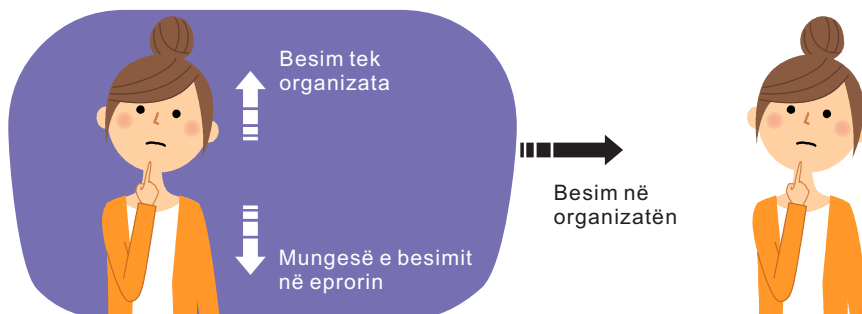 Besim tek
organizata
Mungesë e besimit
në eprorin
Besim në
organizatën